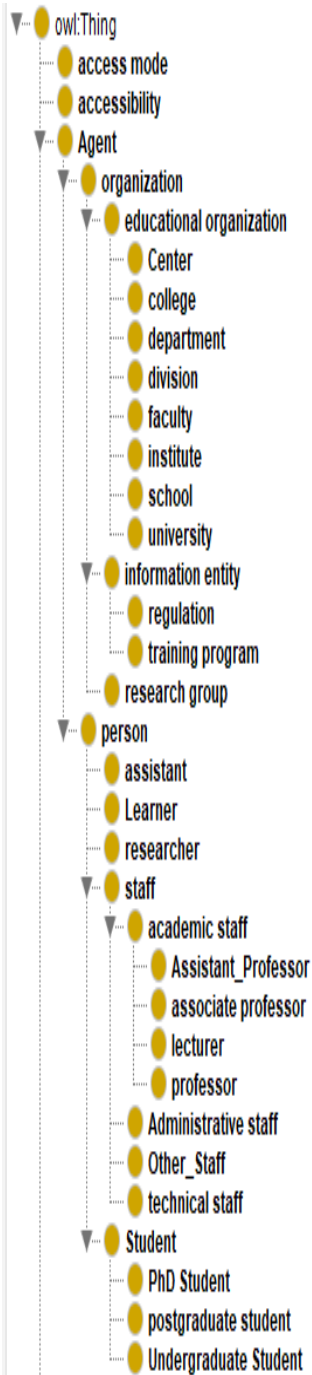 owl:Thing
access mode
accessibility
Agent
organization
educational organization
Center
college
department
division
faculty
institute
school
university
information entity
regulation
training program
research group
person
assistant
Learner
researcher
staff
academic staff
Assistant_Professor
associate professor
lecturer
professor
Administrative staff
Other_Staff
technical staff
Student
PhD Student
postgraduate student
Undergraduate Student